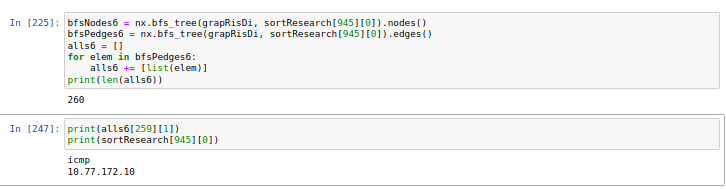 In [225]: bfsNodes6 = nx.bfs_tree(grapRisDi, sortResearch[945][0]).nodes()
bfsPedges6 = nx.bfs_tree(grapRisDi, sortResearch[945][0]).edges()
alls6 = []
for elem in bfsPedges6:
    alls6 += [list(elem)]
print(len(alls6))
260
In [247]: print(alls6[259][1])
print(sortResearch[945][0])
icmp
10.77.172.10